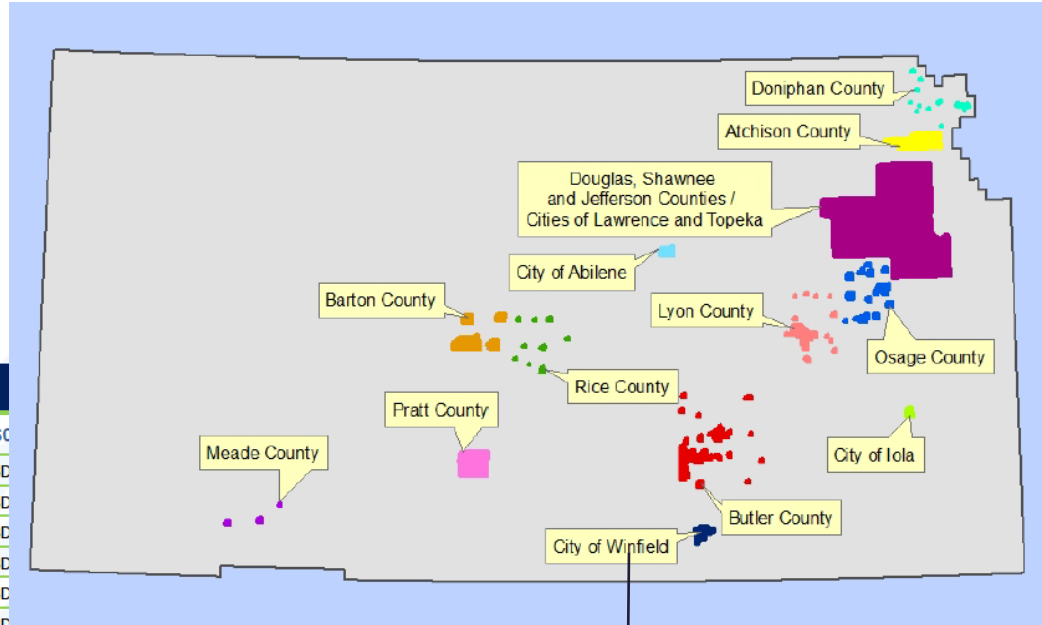 Doniphan County
Atchison County
Douglas, Shawnee
and Jefferson Counties /
Cities of Lawrence and Topeka
City of Abilene
Barton County
Lyon County
Osage County
Rice County
Pratt County
Meade County
City of Iola
Butler County
City of Winfield